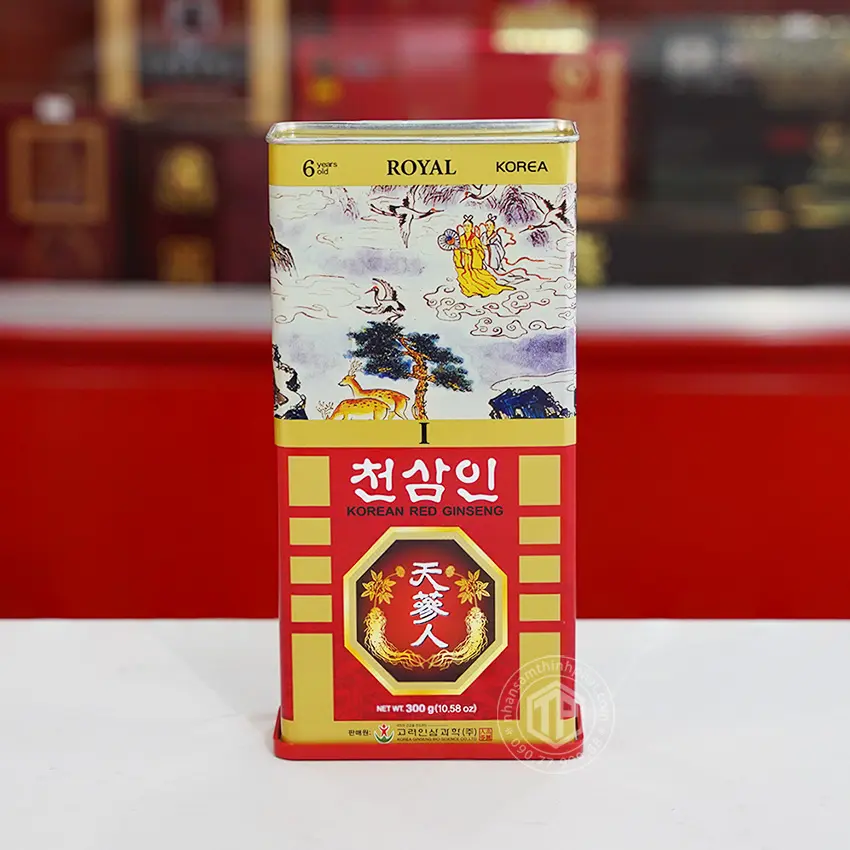 6 years old ROYAL KOREA
I
천삼인
KOREAN RED GINSENG
天蔘人
NET WT. 300 g (10.58 oz)
판매원: 고려인삼과학(주)
KOREA GINSENG BIO-SCIENCE CO.,LTD